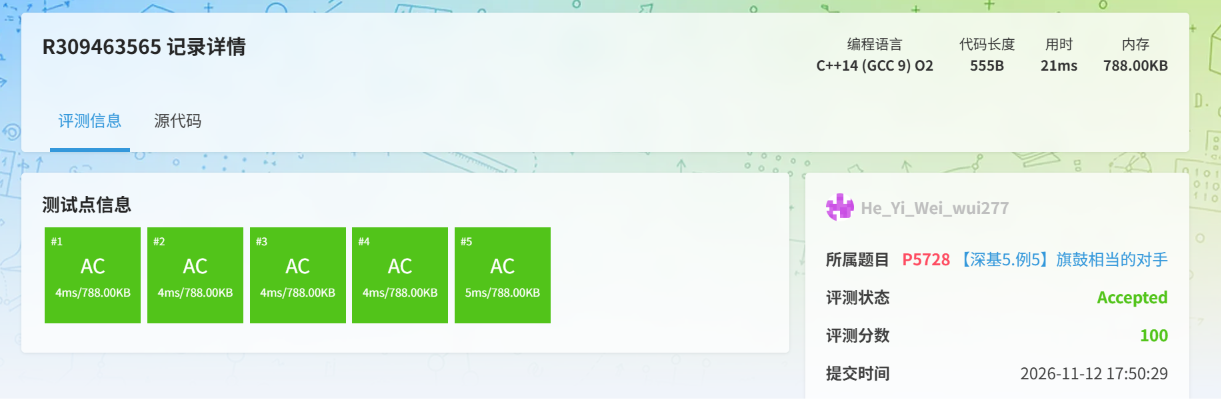 R309463565 记录详情
编程语言 代码长度 用时 内存
C++14 (GCC 9) O2 555B 21ms 788.00KB
评测信息 源代码
测试点信息
#1 #2 #3 #4 #5
AC AC AC AC AC
4ms/788.00KB 4ms/788.00KB 4ms/788.00KB 4ms/788.00KB 5ms/788.00KB
He_Yi_Wei_wui277
所属题目 P5728 【深基5.例5】旗鼓相当的对手
评测状态 Accepted
评测分数 100
提交时间 2026-11-12 17:50:29